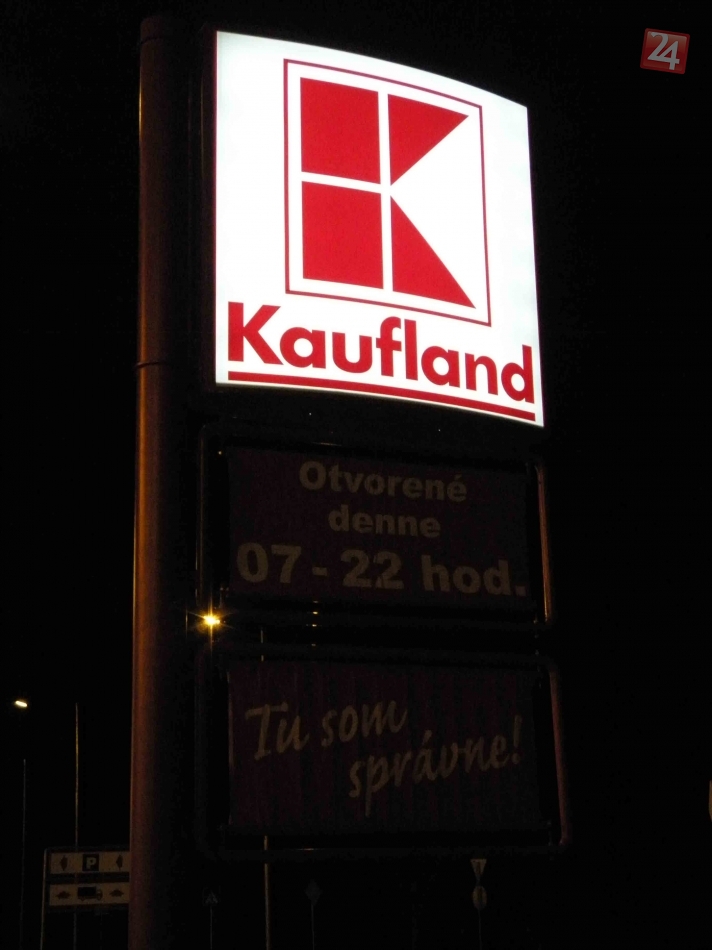 24
Kaufland
Otvorené
denne
07 - 22 hod.
Tu som
správne!
P